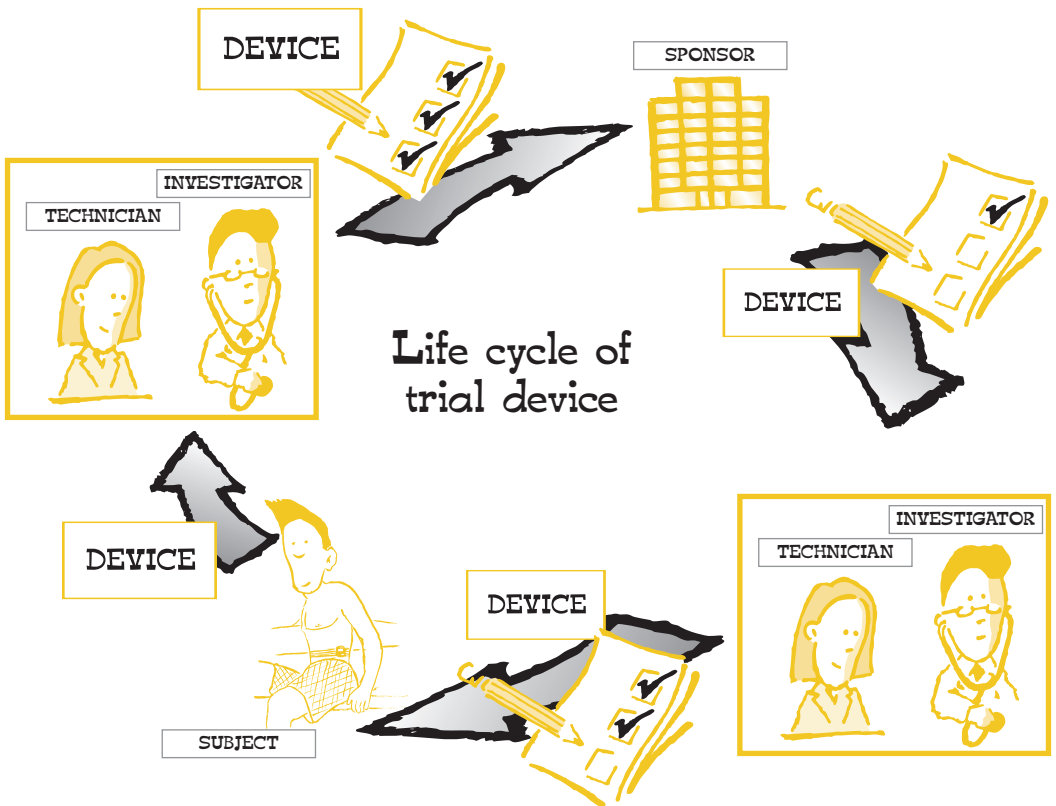 DEVICE
SPONSOR
INVESTIGATOR
TECHNICIAN
DEVICE
Life cycle of
trial device
DEVICE
INVESTIGATOR
TECHNICIAN
DEVICE
SUBJECT